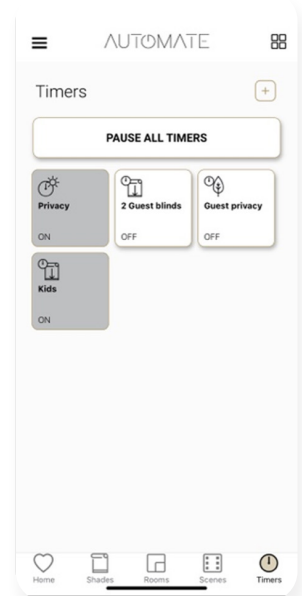 AUTOMATE
Timers
PAUSE ALL TIMERS
Privacy
ON
2 Guest blinds
OFF
Guest privacy
OFF
Kids
ON
Home
Shades
Rooms
Scenes
Timers